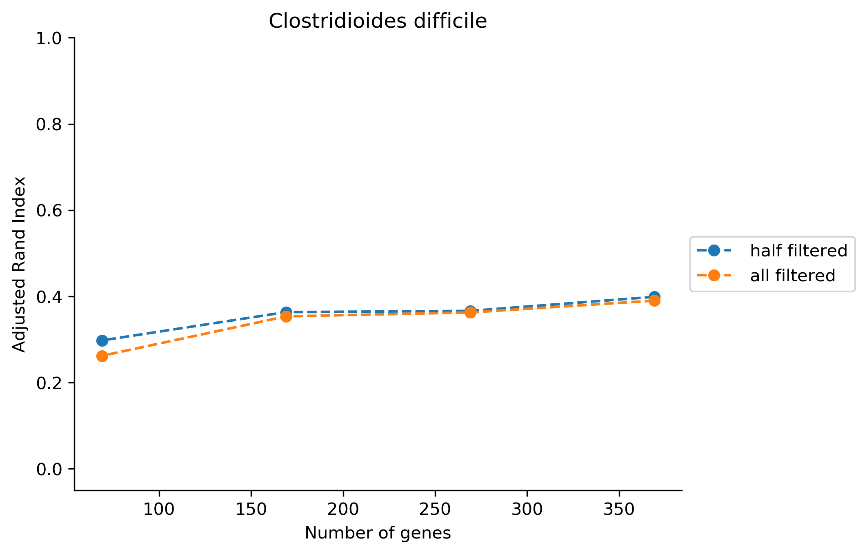 Clostridioides difficile
1.0
0.8
0.6
0.4
0.2
0.0
Adjusted Rand Index
100 150 200 250 300 350
Number of genes
half filtered
all filtered